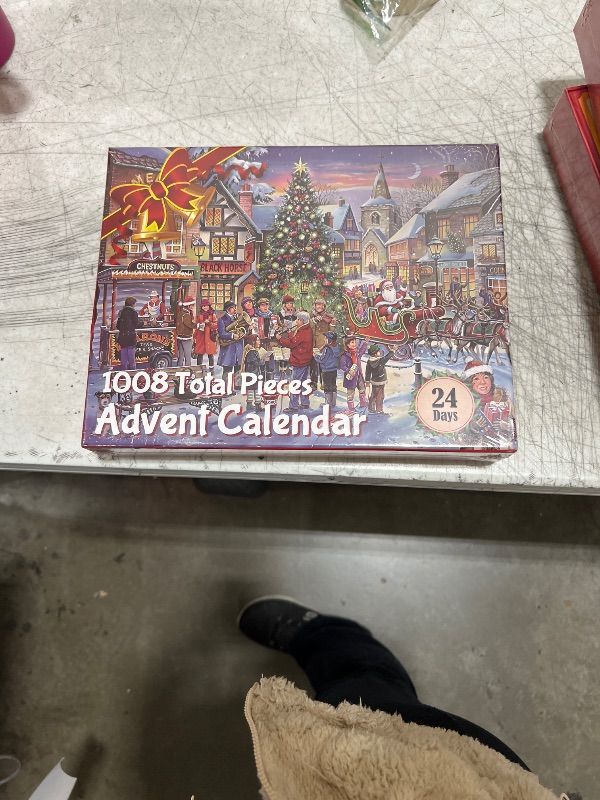 CHESTNUTS
BLACK HORSE
1008 Total Pieces
Advent Calendar
24
Days